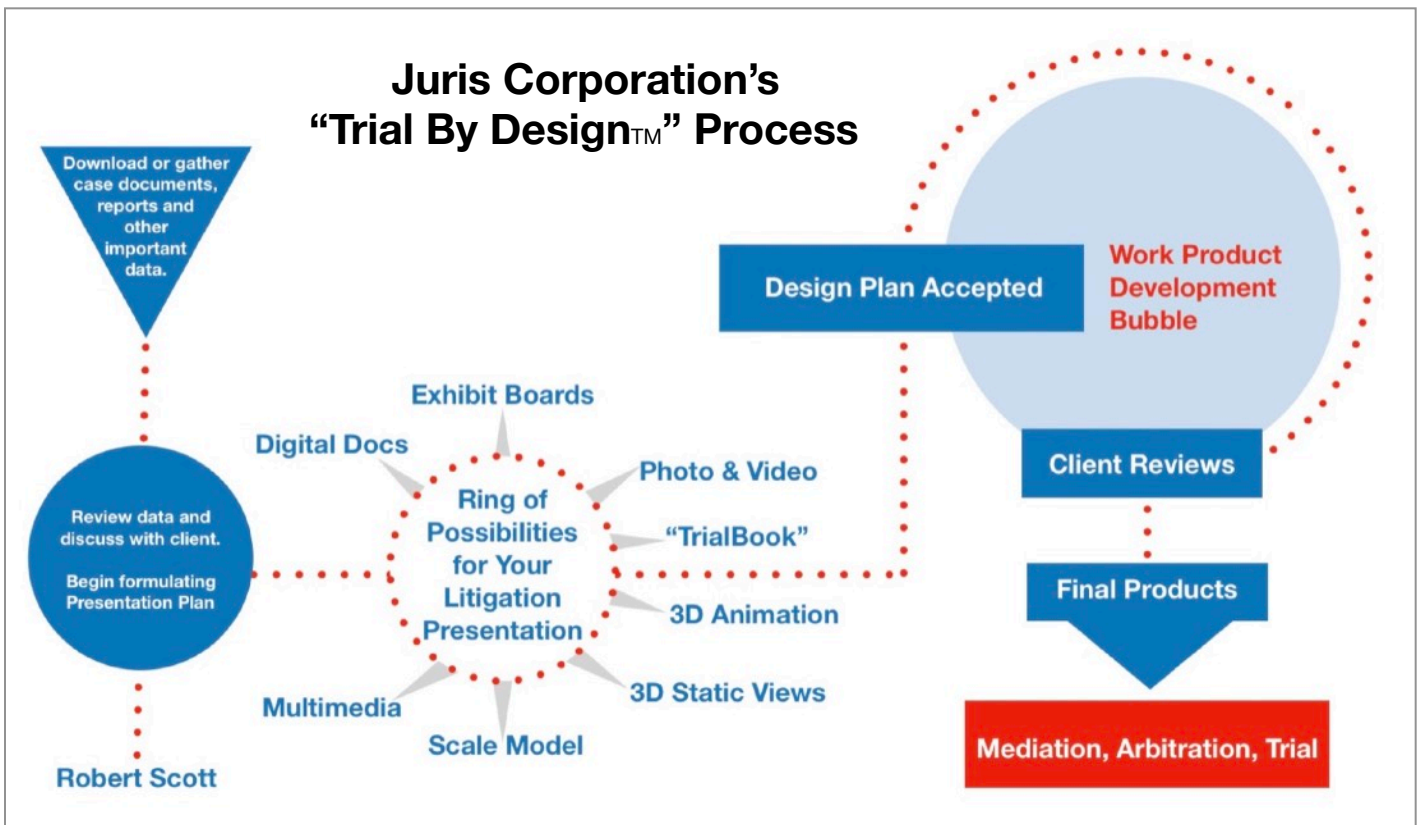 Juris Corporation’s
“Trial By Design™” Process
Download or gather
case documents,
reports and
other
important
data.
Review data and
discuss with client.
Begin formulating
Presentation Plan
Robert Scott
Exhibit Boards
Digital Docs
Photo & Video
“TrialBook”
3D Animation
3D Static Views
Scale Model
Multimedia
Ring of
Possibilities
for Your
Litigation
Presentation
Design Plan Accepted
Work Product
Development
Bubble
Client Reviews
Final Products
Mediation, Arbitration, Trial